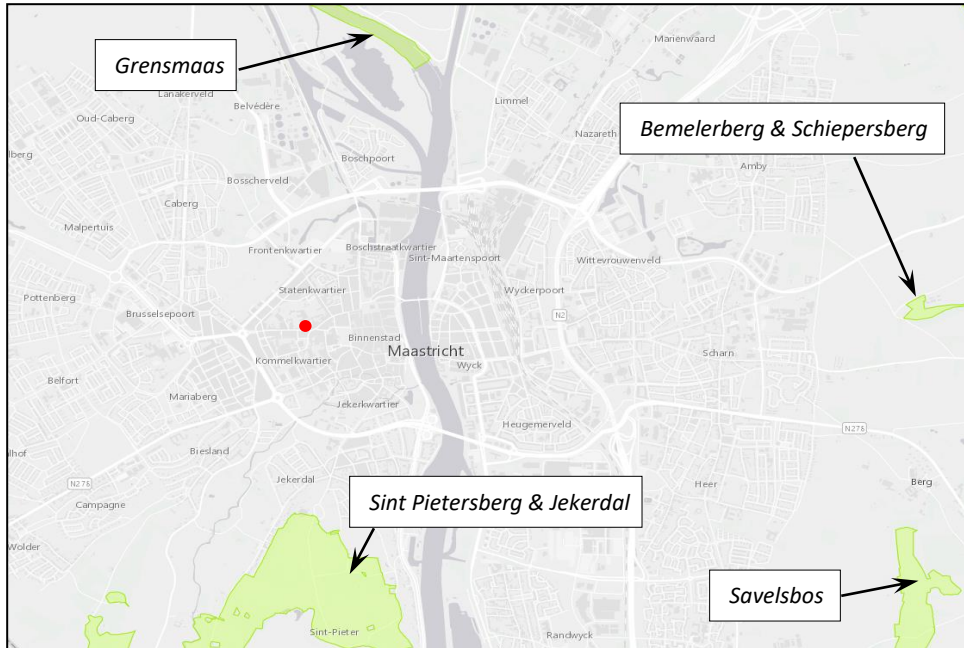 Grensmaas
Marienwaard
Lanakerveld
Belvédère
Limmel
Oud-Caberg
Bemelerberg & Schiepersberg
Nazareth
Boschpoort
Amby
Bosscherveld
Caberg
Malpertuis
Frontenkwartier
Boschstraatkwartier
Sint-Maartenspoort
Wittevrouwenveld
Statenkwartier
Wyckerpoort
Pottenberg
Brusselsepoort
N2
Binnenstad
Maastricht
Scharn
Kommelkwartier
Wyck
Belfort
Mariaberg
Jekerkwartier
Heugemerveld
N278
Biesland
Jekerdal
N278
Heer
Berg
Campagne
Sint Pietersberg & Jekerdal
Wolder
Savelsbos
Sint-Pieter
Randwyck